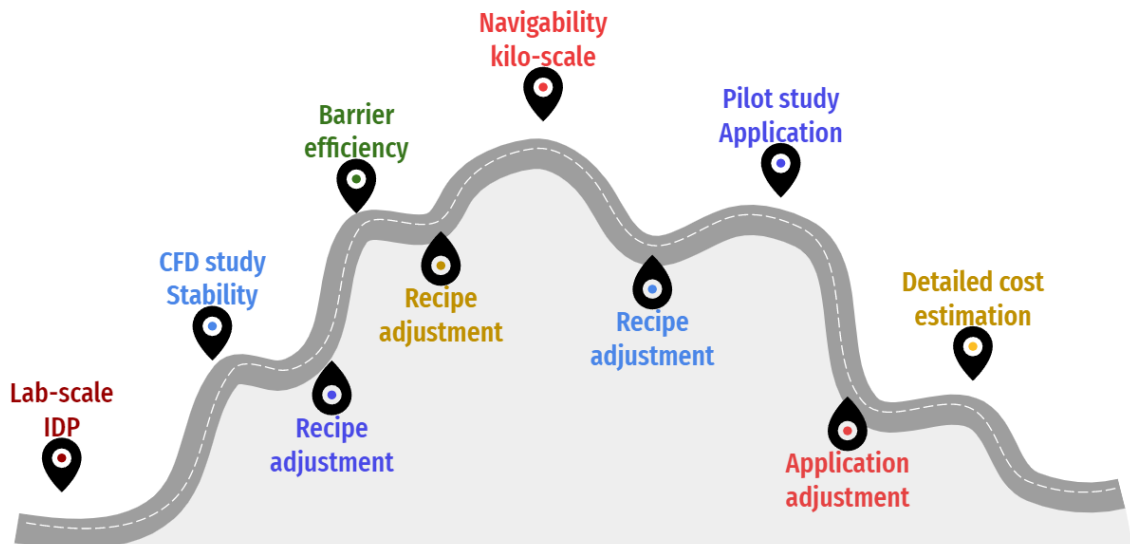 Lab-scale
IDP
CFD study
Stability
Recipe
adjustment
Barrier
efficiency
Recipe
adjustment
Navigability
kilo-scale
Recipe
adjustment
Pilot study
Application
Application
adjustment
Detailed cost
estimation